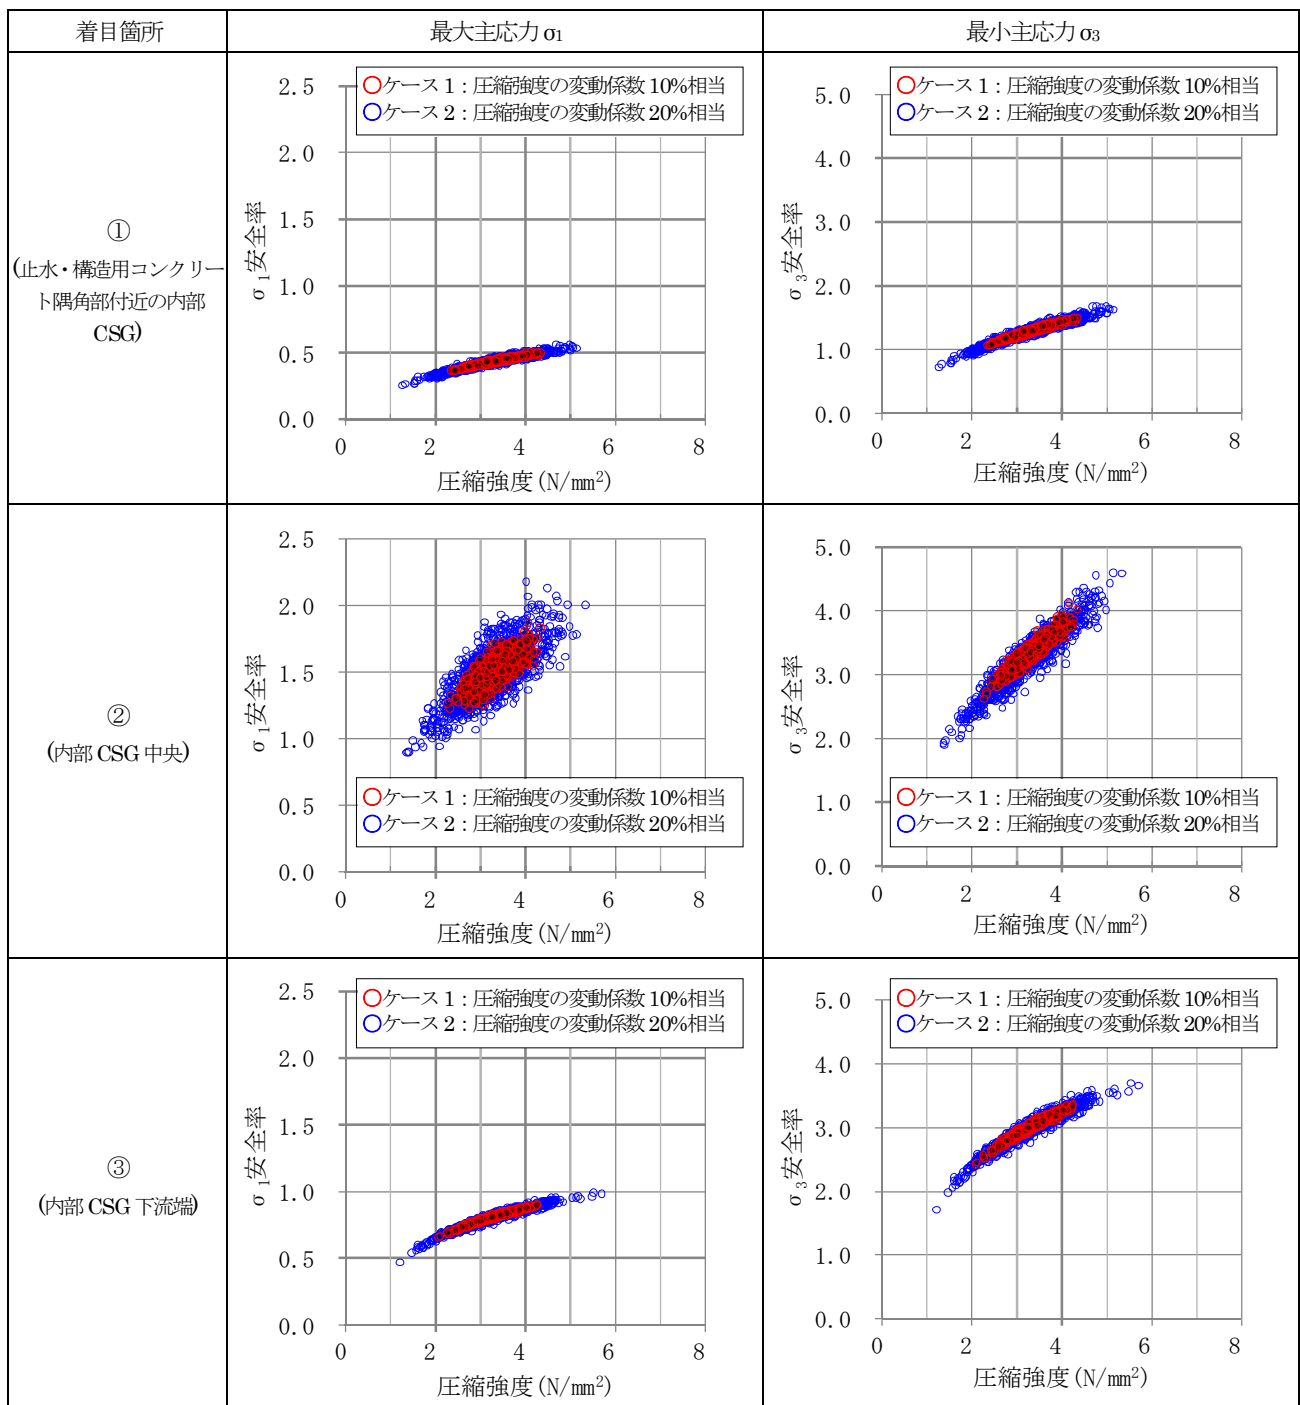 着目箇所
最大主応力σ1
最小主応力σ3
①
(止水・構造用コンクリー
ト隅角部付近の内部
CSG)
ケース1：圧縮強度の変動係数10%相当
ケース2：圧縮強度の変動係数20%相当
σ1安全率
2.5
2.0
1.5
1.0
0.5
0.0
0 2 4 6 8
圧縮強度(N/mm²)
ケース1：圧縮強度の変動係数10%相当
ケース2：圧縮強度の変動係数20%相当
σ3安全率
5.0
4.0
3.0
2.0
1.0
0.0
0 2 4 6 8
圧縮強度(N/mm²)
②
(内部CSG中央)
σ1安全率
2.5
2.0
1.5
1.0
0.5
0.0
ケース1：圧縮強度の変動係数10%相当
ケース2：圧縮強度の変動係数20%相当
0 2 4 6 8
圧縮強度(N/mm²)
σ3安全率
5.0
4.0
3.0
2.0
1.0
0.0
ケース1：圧縮強度の変動係数10%相当
ケース2：圧縮強度の変動係数20%相当
0 2 4 6 8
圧縮強度(N/mm²)
③
(内部CSG下流端)
ケース1：圧縮強度の変動係数10%相当
ケース2：圧縮強度の変動係数20%相当
σ1安全率
2.5
2.0
1.5
1.0
0.5
0.0
0 2 4 6 8
圧縮強度(N/mm²)
ケース1：圧縮強度の変動係数10%相当
ケース2：圧縮強度の変動係数20%相当
σ3安全率
5.0
4.0
3.0
2.0
1.0
0.0
0 2 4 6 8
圧縮強度(N/mm²)